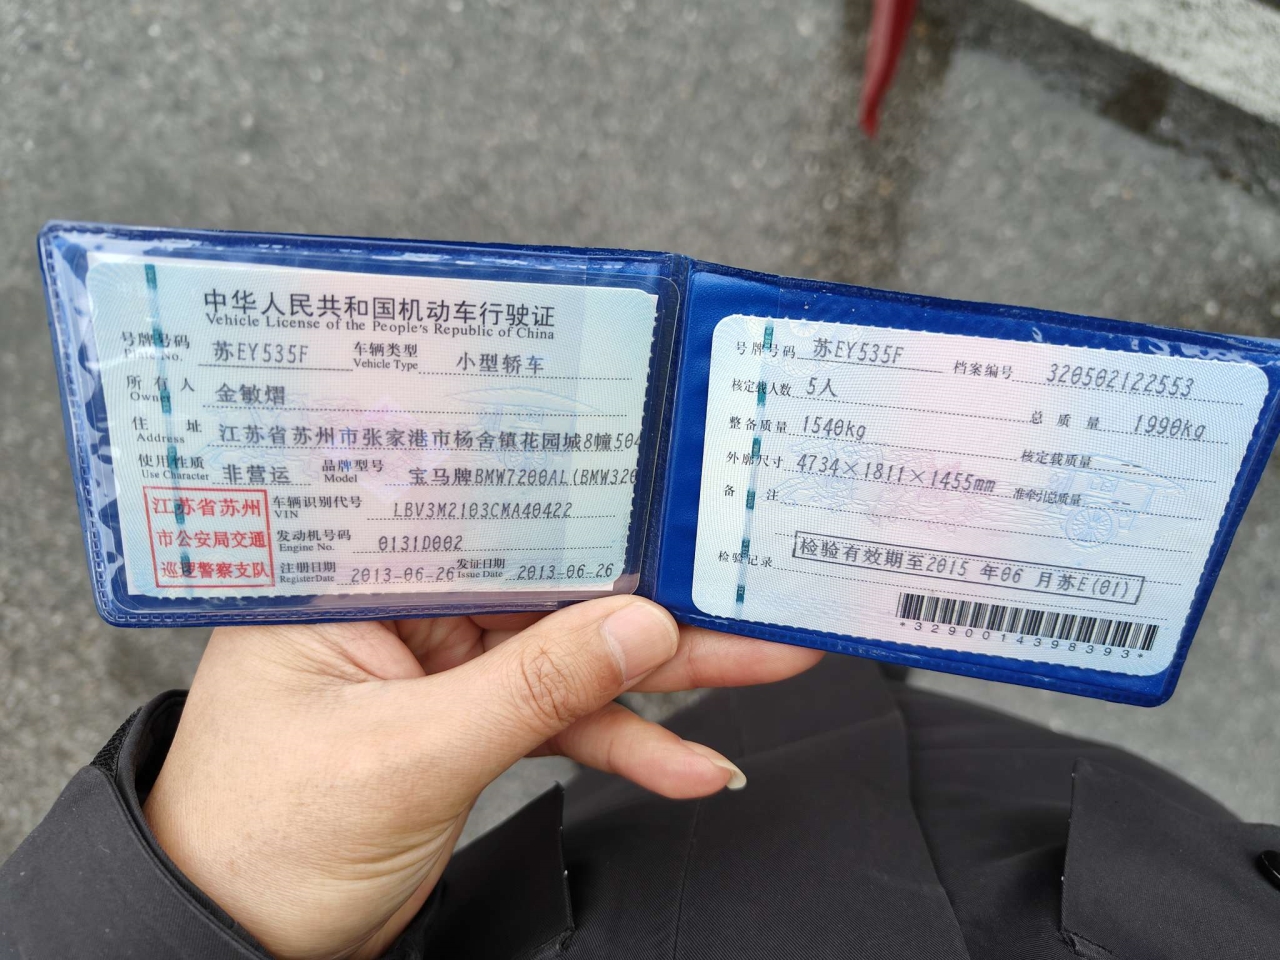 中华人民共和国机动车行驶证
Vehicle License of the People's Republic of China
号牌号码 苏EY535F 车辆类型 小型轿车
Plate No. Vehicle Type
所有人 金敏熠
Owner
住址 江苏省苏州市张家港市杨舍镇花园城8幢504
Address
使用性质 非营运 品牌型号 宝马牌BMW7200AL(BMW320
Use Character Model
江苏省苏州
市公安局交通
巡逻警察支队
车辆识别代号 LBV3M2103CMA40422
VIN
发动机号码 0131D002
Engine No.
注册日期 2013-06-26 发证日期 2013-06-26
Register Date Issue Date
号牌号码 苏EY535F 档案编号 320502122553
核定载人数 5人 总质量 1990kg
整备质量 1540kg 核定载质量 --
外廓尺寸 4734×1811×1455mm 准牵引总质量 --
备注
检验记录 检验有效期至2015 年06 月苏E(01)
*3290014398393*